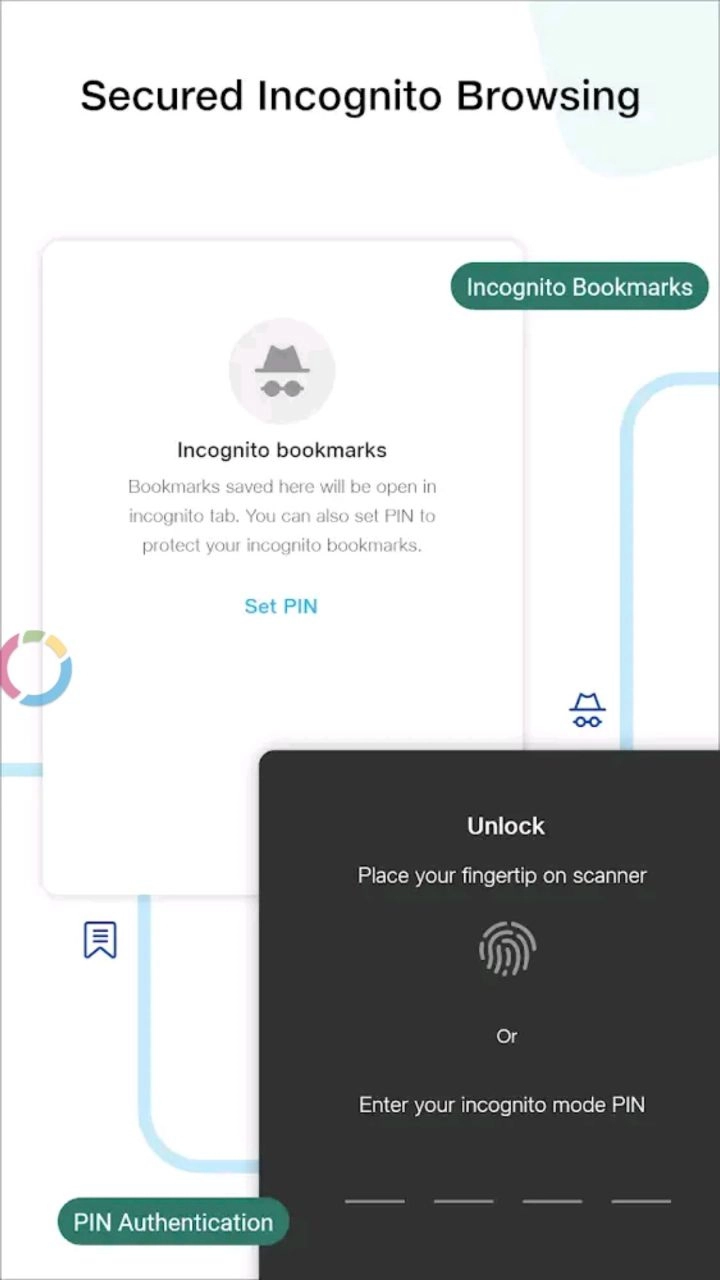 Secured Incognito Browsing
Incognito Bookmarks
Incognito bookmarks
Bookmarks saved here will be open in
incognito tab. You can also set PIN to
protect your incognito bookmarks.
Set PIN
Unlock
Place your fingertip on scanner
Or
Enter your incognito mode PIN
PIN Authentication